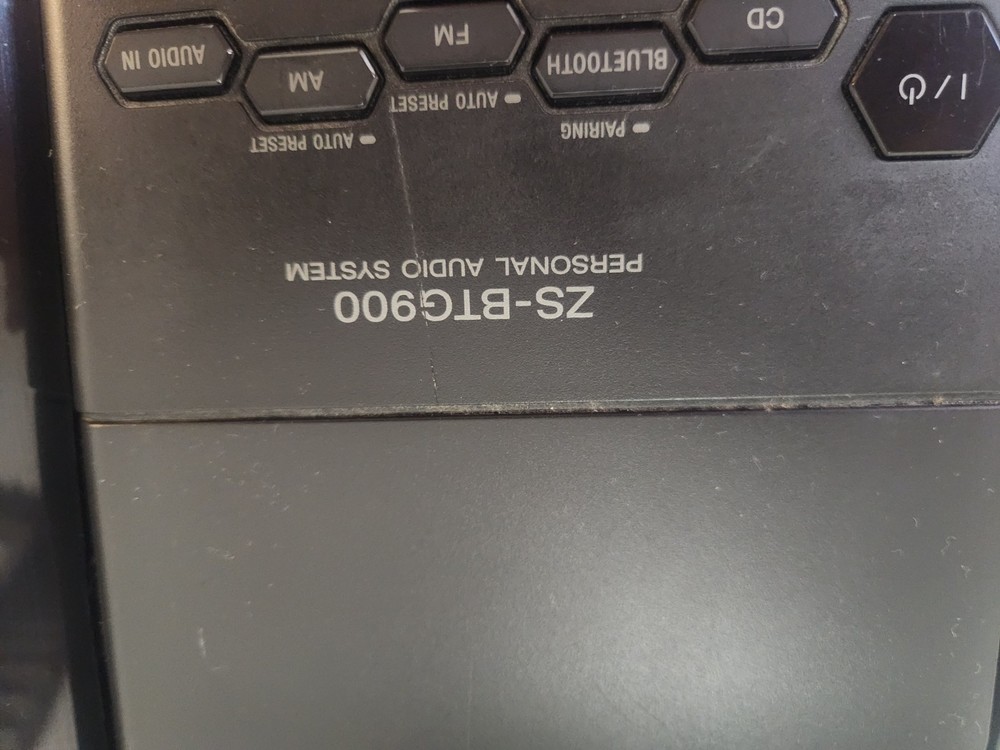 ZS-BTG900
PERSONAL AUDIO SYSTEM
PAIRING
AUTO PRESET
AUTO PRESET
I / ⏻
CD
BLUETOOTH
FM
AM
AUDIO IN